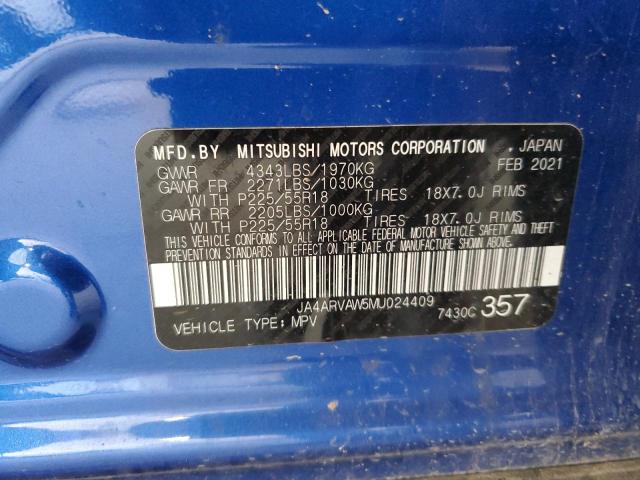 MFD.BY MITSUBISHI MOTORS CORPORATION . JAPAN
GVWR 4343LBS/1970KG FEB 2021
GAWR FR 2271LBS/1030KG
WITH P225/55R18 TIRES 18X7.0J RIMS
GAWR RR 2205LBS/1000KG
WITH P225/55R18 TIRES 18X7.0J RIMS
THIS VEHICLE CONFORMS TO ALL APPLICABLE FEDERAL MOTOR VEHICLE SAFETY AND THEFT
PREVENTION STANDARDS IN EFFECT ON THE DATE OF MANUFACTURE SHOWN ABOVE.
JA4ARVAW5MU024409
VEHICLE TYPE: MPV 7430C 357